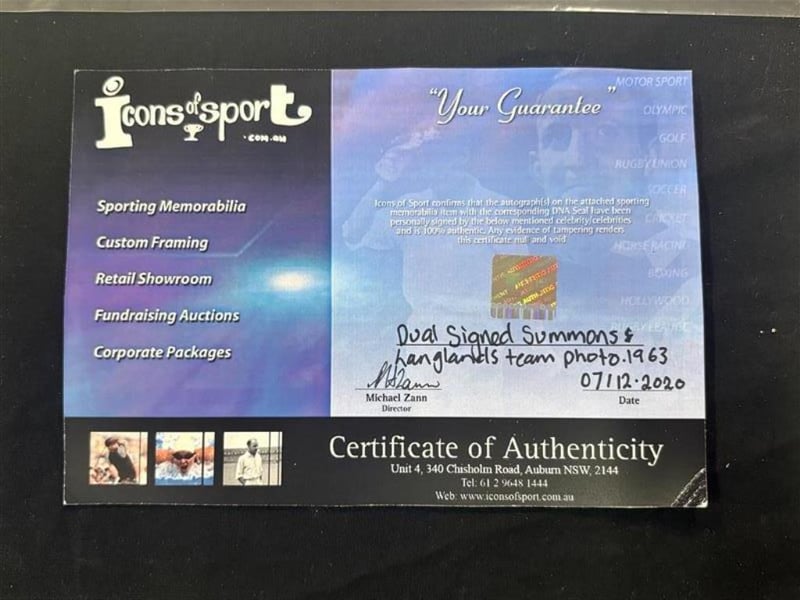 Icons of sport
.COM.AU
Sporting Memorabilia
Custom Framing
Retail Showroom
Fundraising Auctions
Corporate Packages
"Your Guarantee"
MOTOR SPORT
OLYMPIC
GOLF
RUGBY UNION
SOCCER
CRICKET
HORSE RACING
BOXING
HOLLYWOOD
Icons of Sport confirms that the autograph(s) on the attached sporting
memorabilia item with the corresponding DNA Seal have been
personally signed by the below mentioned celebrity/celebrities
and is 100% authentic. Any evidence of tampering renders
this certificate null and void
Dual Signed Summons &
Langlands team photo.1963
07/12.2020
Michael Zann
Director
Date
Certificate of Authenticity
Unit 4, 340 Chisholm Road, Auburn NSW, 2144
Tel: 61 2 9648 1444
Web: www.iconsofsport.com.au